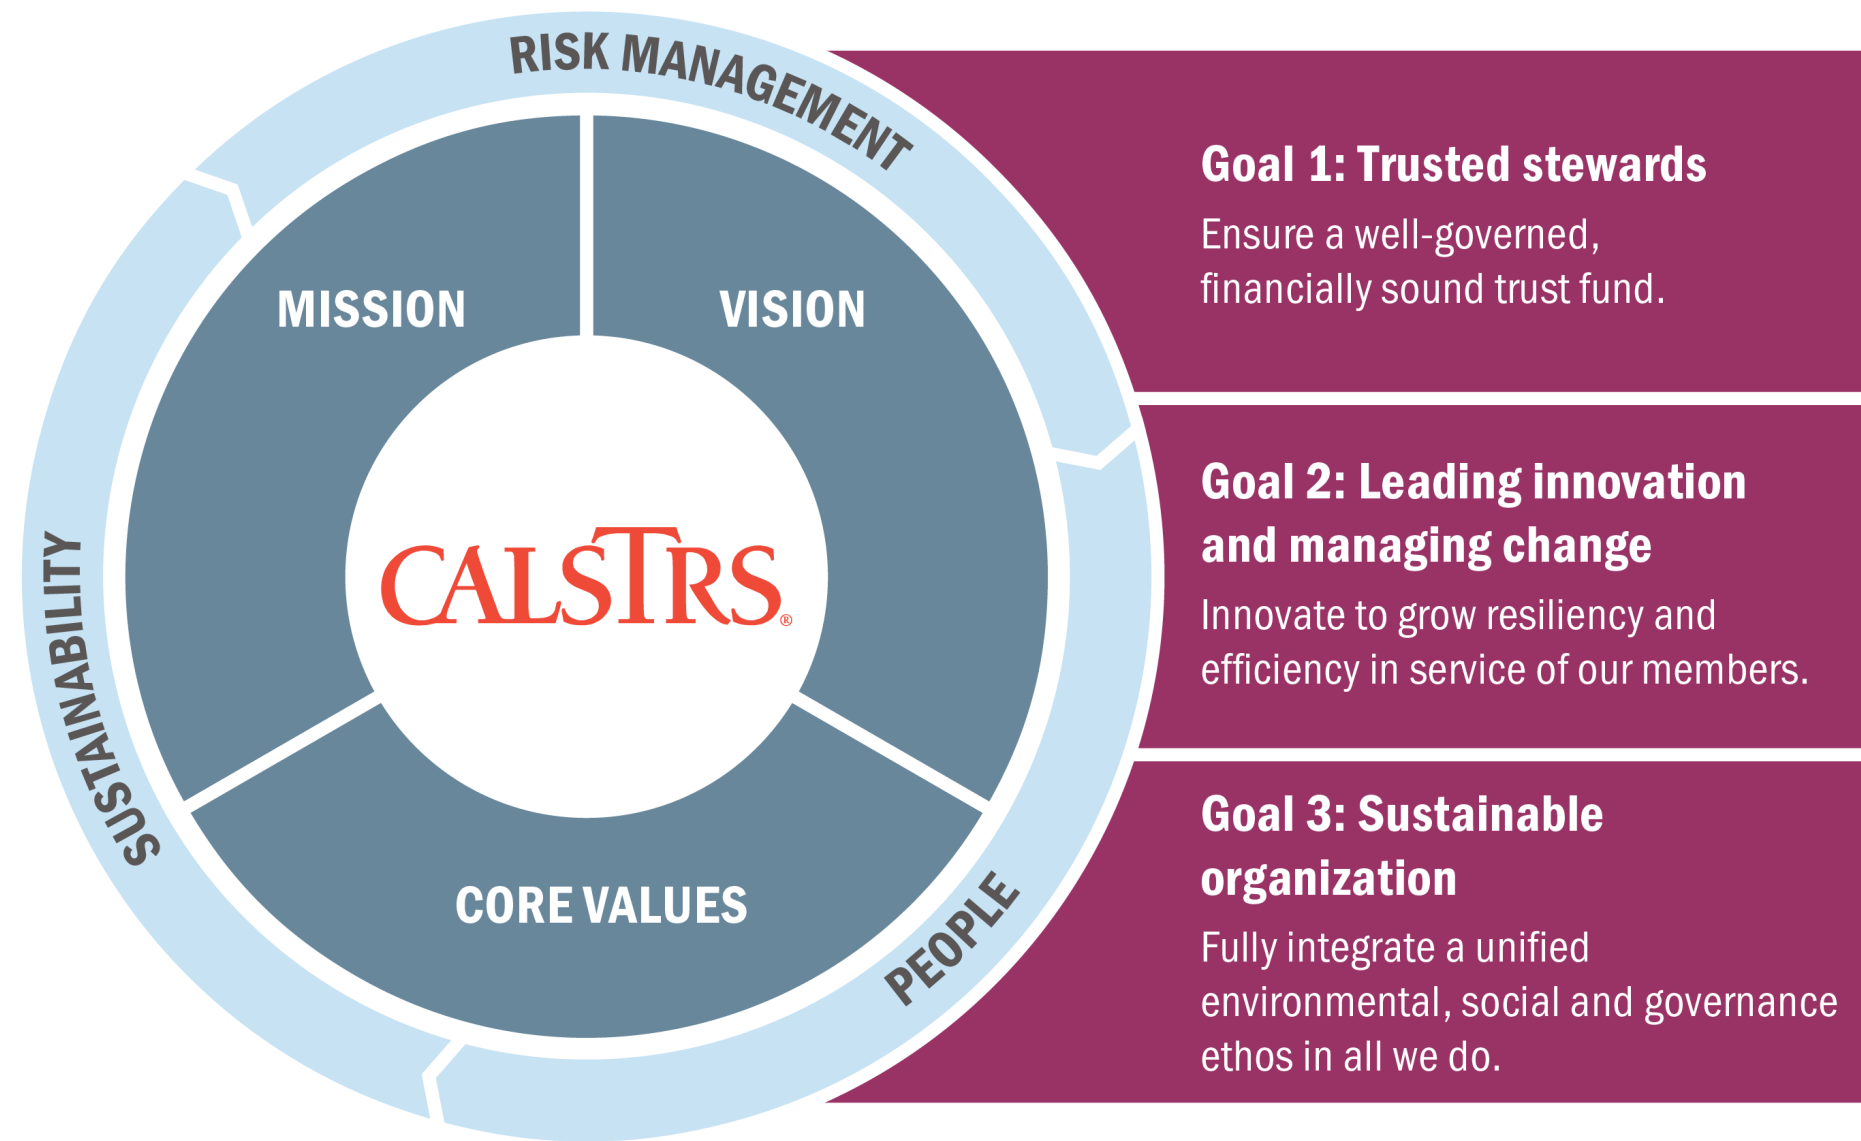 RISK MANAGEMENT
MISSION
VISION
CALSTRS®
SUSTAINABILITY
CORE VALUES
PEOPLE
Goal 1: Trusted stewards
Ensure a well-governed,
financially sound trust fund.
Goal 2: Leading innovation
and managing change
Innovate to grow resiliency and
efficiency in service of our members.
Goal 3: Sustainable
organization
Fully integrate a unified
environmental, social and governance
ethos in all we do.